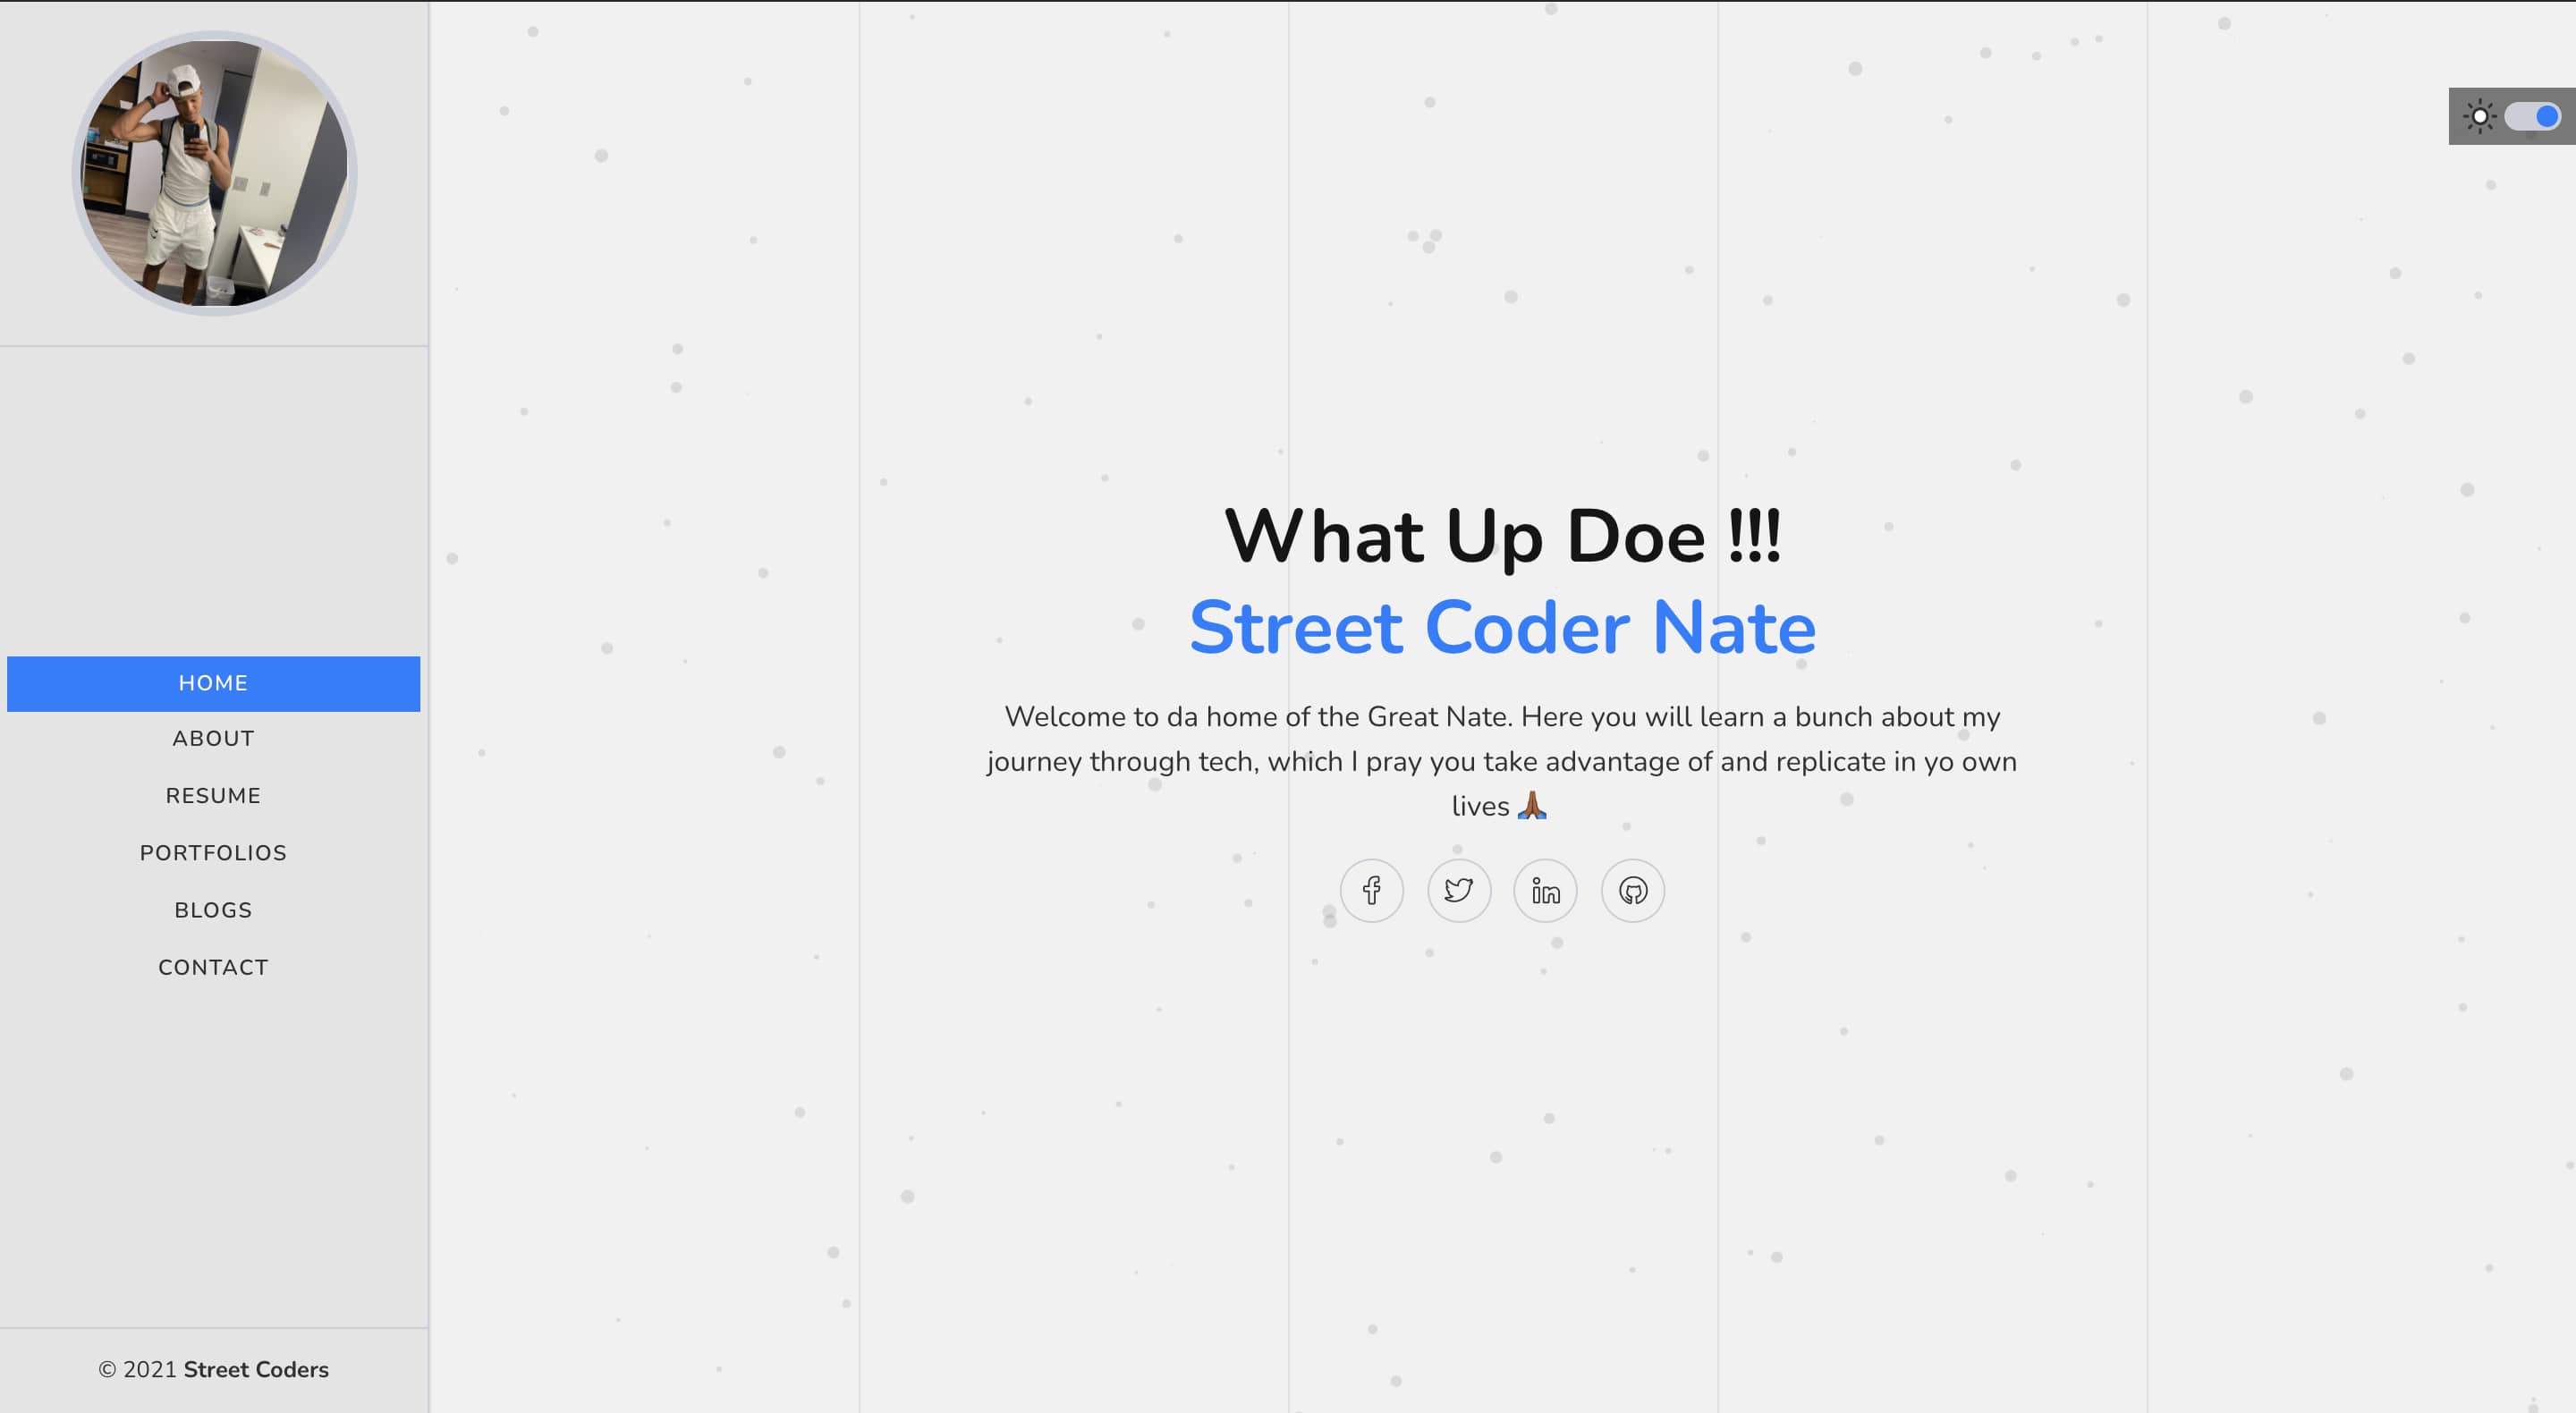 HOME
ABOUT
RESUME
PORTFOLIOS
BLOGS
CONTACT
© 2021 Street Coders
What Up Doe !!!
Street Coder Nate
Welcome to da home of the Great Nate. Here you will learn a bunch about my
journey through tech, which I pray you take advantage of and replicate in yo own
lives 🙏🏾